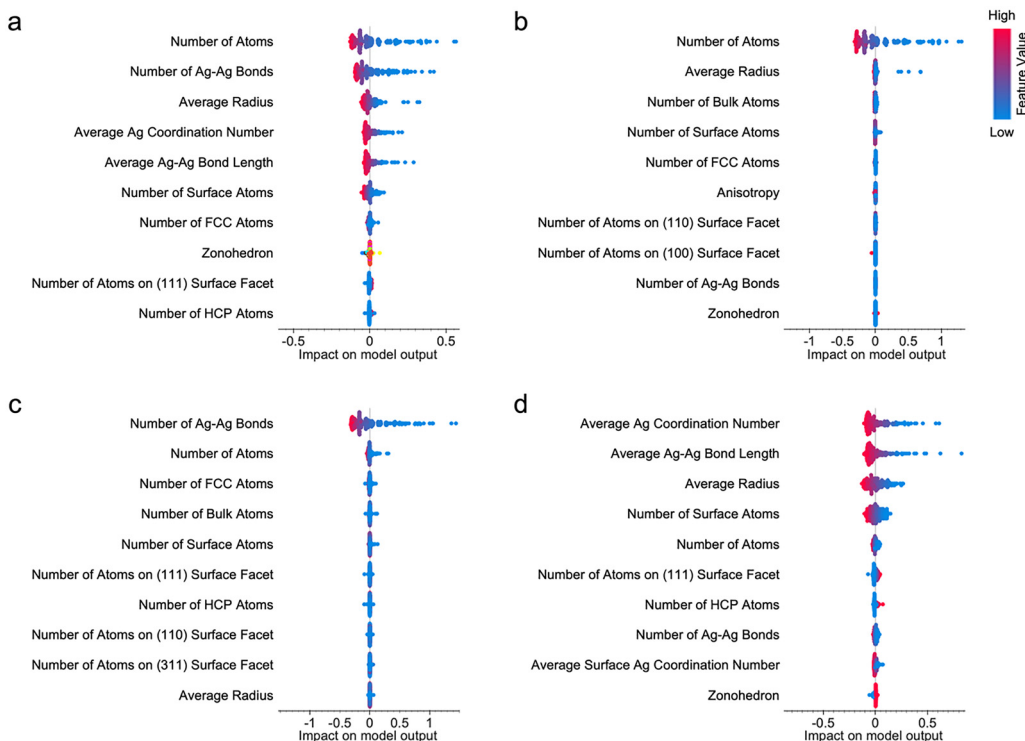 a
Number of Atoms
Number of Ag-Ag Bonds
Average Radius
Average Ag Coordination Number
Average Ag-Ag Bond Length
Number of Surface Atoms
Number of FCC Atoms
Zonohedron
Number of Atoms on (111) Surface Facet
Number of HCP Atoms
-0.5 0 0.5
Impact on model output
b
Number of Atoms
Average Radius
Number of Bulk Atoms
Number of Surface Atoms
Number of FCC Atoms
Anisotropy
Number of Atoms on (110) Surface Facet
Number of Atoms on (100) Surface Facet
Number of Ag-Ag Bonds
Zonohedron
-1 -0.5 0 0.5 1
Impact on model output
High
Feature Value
Low
c
Number of Ag-Ag Bonds
Number of Atoms
Number of FCC Atoms
Number of Bulk Atoms
Number of Surface Atoms
Number of Atoms on (111) Surface Facet
Number of HCP Atoms
Number of Atoms on (110) Surface Facet
Number of Atoms on (311) Surface Facet
Average Radius
-1 -0.5 0 0.5 1
Impact on model output
d
Average Ag Coordination Number
Average Ag-Ag Bond Length
Average Radius
Number of Surface Atoms
Number of Atoms
Number of Atoms on (111) Surface Facet
Number of HCP Atoms
Number of Ag-Ag Bonds
Average Surface Ag Coordination Number
Zonohedron
-0.5 0 0.5
Impact on model output